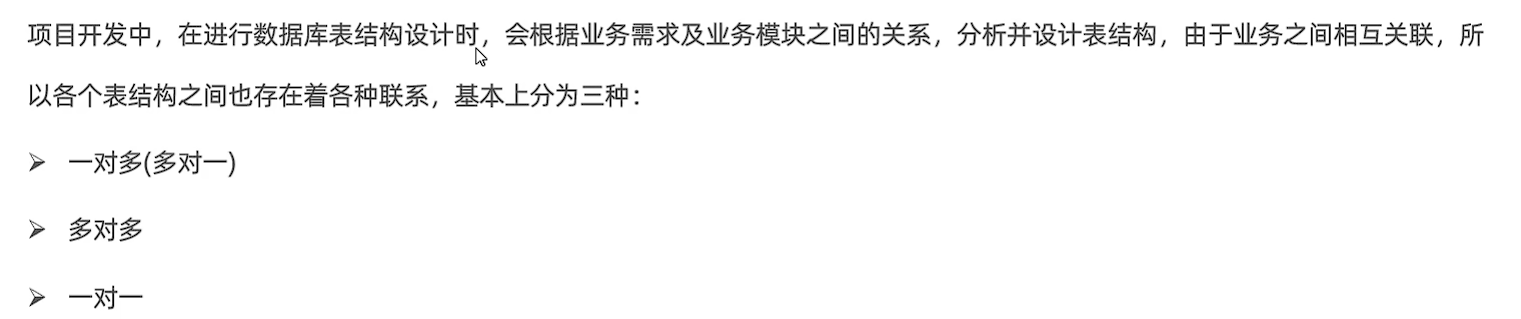 项目开发中，在进行数据库表结构设计时，会根据业务需求及业务模块之间的关系，分析并设计表结构，由于业务之间相互关联，所
以各个表结构之间也存在着各种联系，基本上分为三种：
➢ 一对多(多对一)
➢ 多对多
➢ 一对一